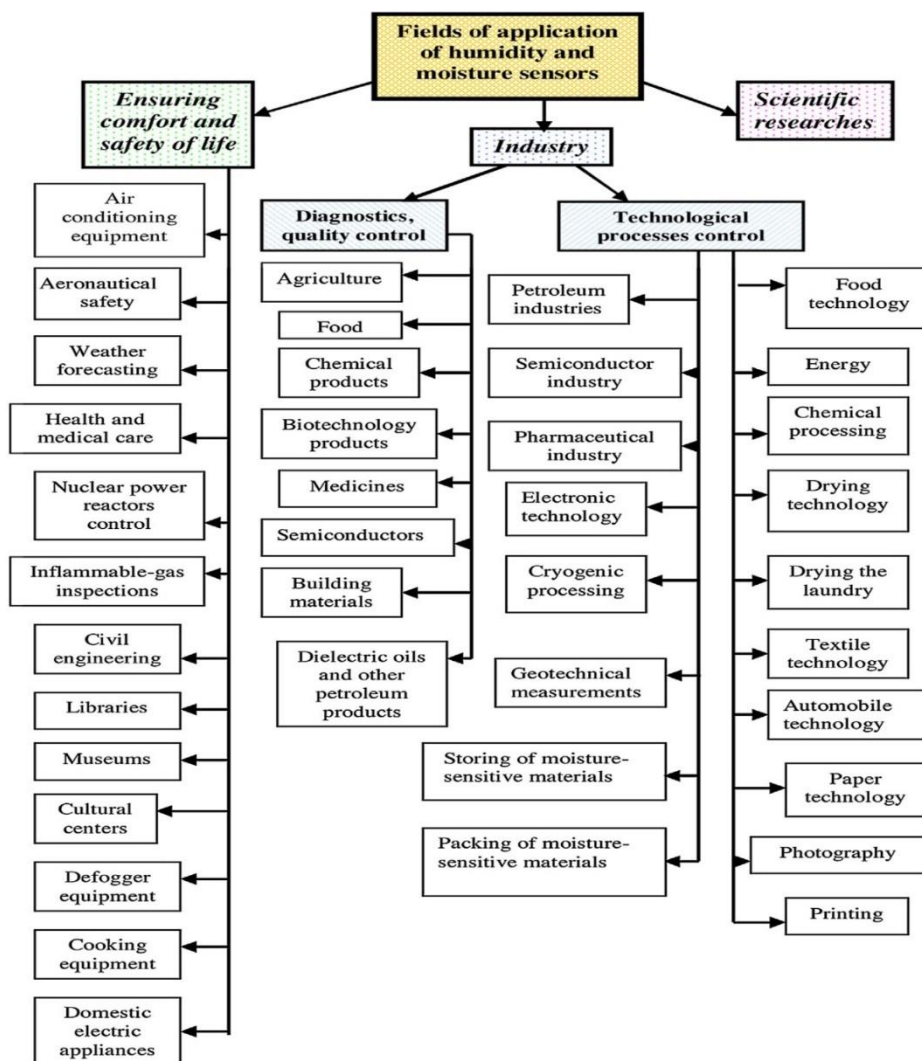 Fields of application
of humidity and
moisture sensors
Ensuring
comfort and
safety of life
Scientific
researches
Industry
Air
conditioning
equipment
Aeronautical
safety
Weather
forecasting
Health and
medical care
Nuclear power
reactors
control
Inflammable-gas
inspections
Civil
engineering
Libraries
Museums
Cultural
centers
Defogger
equipment
Cooking
equipment
Domestic
electric
appliances
Diagnostics,
quality control
Agriculture
Food
Chemical
products
Biotechnology
products
Medicines
Semiconductors
Building
materials
Dielectric oils
and other
petroleum
products
Technological
processes control
Petroleum
industries
Semiconductor
industry
Pharmaceutical
industry
Electronic
technology
Cryogenic
processing
Geotechnical
measurements
Storing of moisture-
sensitive materials
Packing of moisture-
sensitive materials
Food
technology
Energy
Chemical
processing
Drying
technology
Drying the
laundry
Textile
technology
Automobile
technology
Paper
technology
Photography
Printing